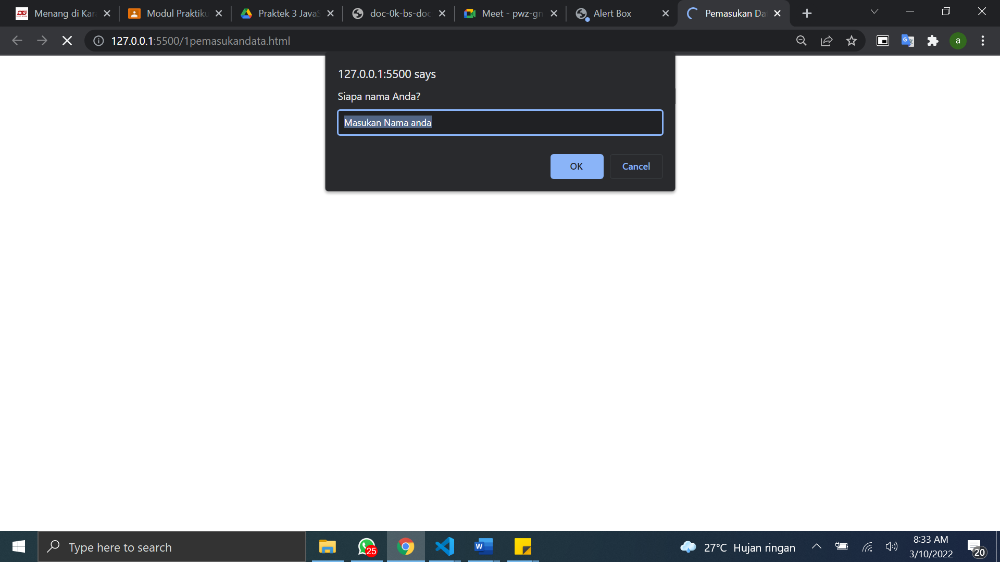 Menang di Kara
Modul Praktiku
Praktek 3 JavaS
doc-0k-bs-doc
Meet - pwz-gn
Alert Box
Pemasukan Da
127.0.0.1:5500/1pemasukandata.html
a
127.0.0.1:5500 says
Siapa nama Anda?
Masukan Nama anda
OK
Cancel
Type here to search
25
27°C Hujan ringan
8:33 AM
3/10/2022
20